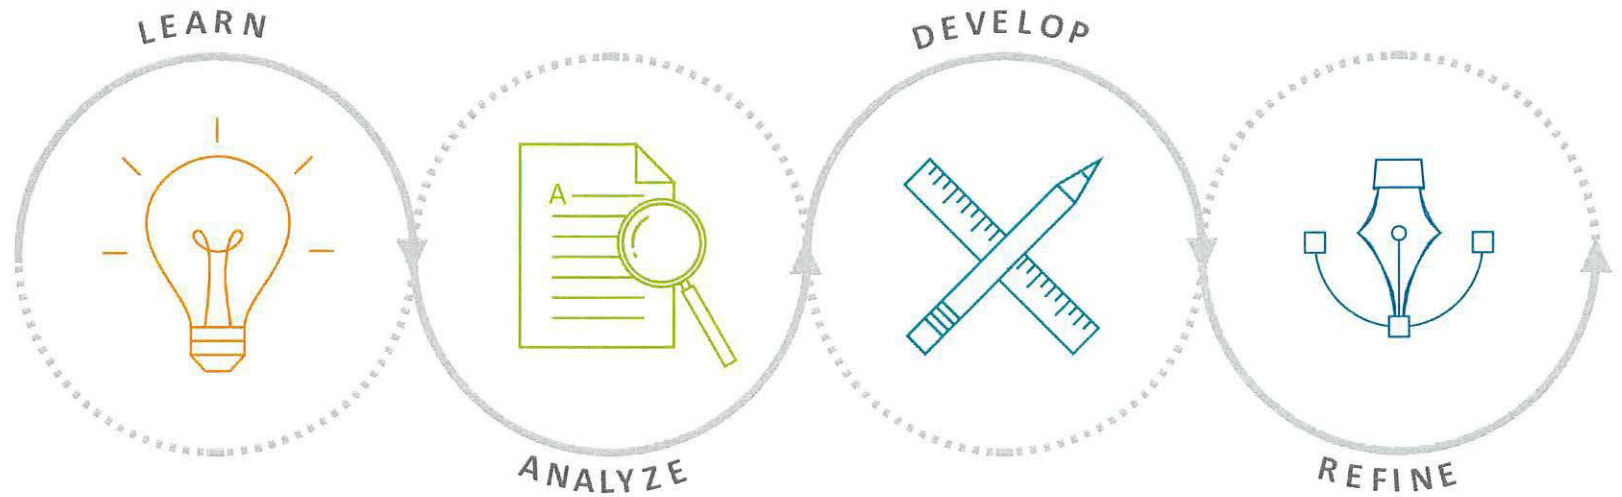 LEARN
ANALYZE
A
DEVELOP
REFINE